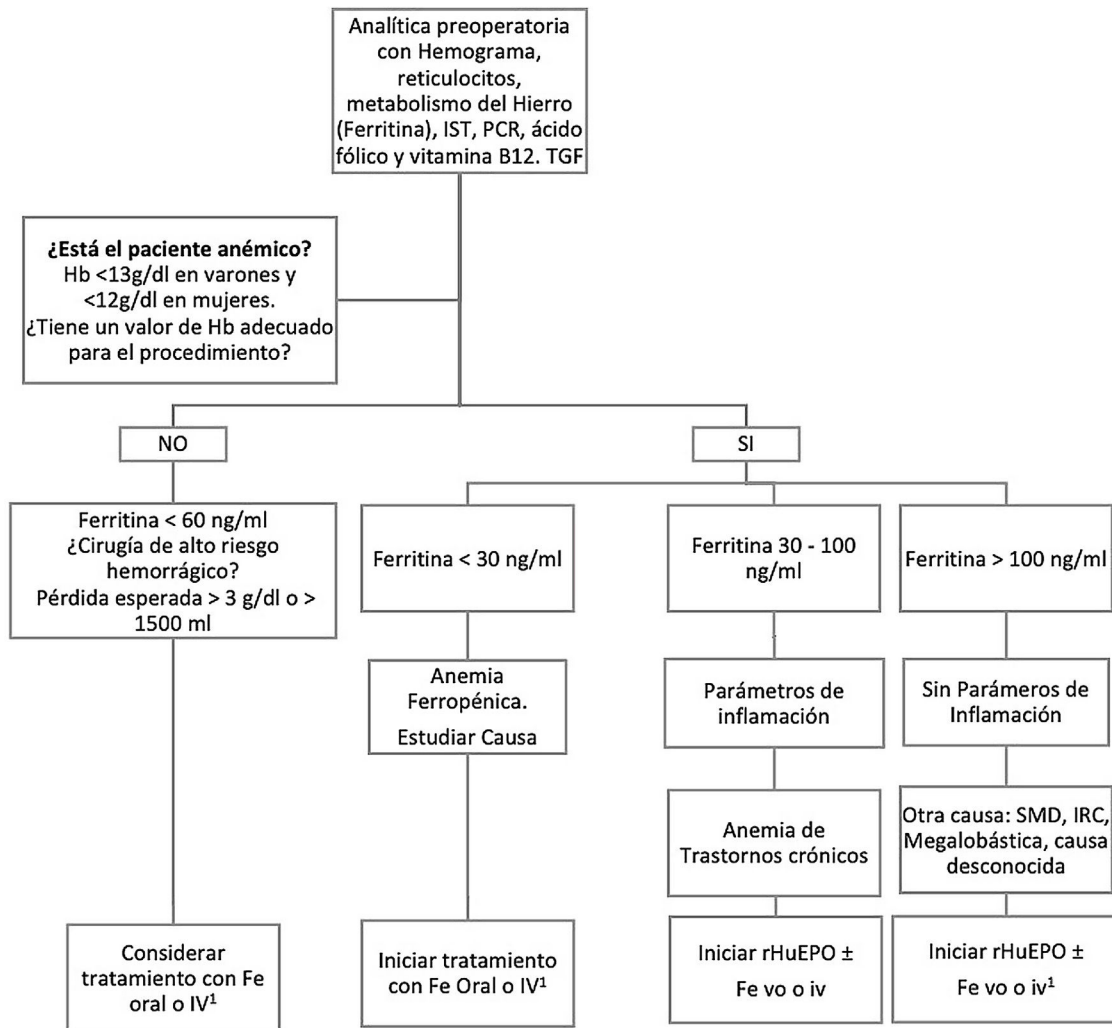 Analítica preoperatoria
con Hemograma,
reticulocitos,
metabolismo del Hierro
(Ferritina), IST, PCR, ácido
fólico y vitamina B12. TGF
¿Está el paciente anémico?
Hb <13g/dl en varones y
<12g/dl en mujeres.
¿Tiene un valor de Hb adecuado
para el procedimiento?
NO
SI
Ferritina < 60 ng/ml
¿Cirugía de alto riesgo
hemorrágico?
Pérdida esperada > 3 g/dl o >
1500 ml
Ferritina < 30 ng/ml
Ferritina 30 - 100
ng/ml
Ferritina > 100 ng/ml
Anemia
Ferropénica.
Estudiar Causa
Parámetros de
inflamación
Sin Parámeros de
Inflamación
Anemia de
Trastornos crónicos
Otra causa: SMD, IRC,
Megalobástica, causa
desconocida
Considerar
tratamiento con Fe
oral o IV¹
Iniciar tratamiento
con Fe Oral o IV¹
Iniciar rHuEPO ±
Fe vo o iv
Iniciar rHuEPO ±
Fe vo o iv¹